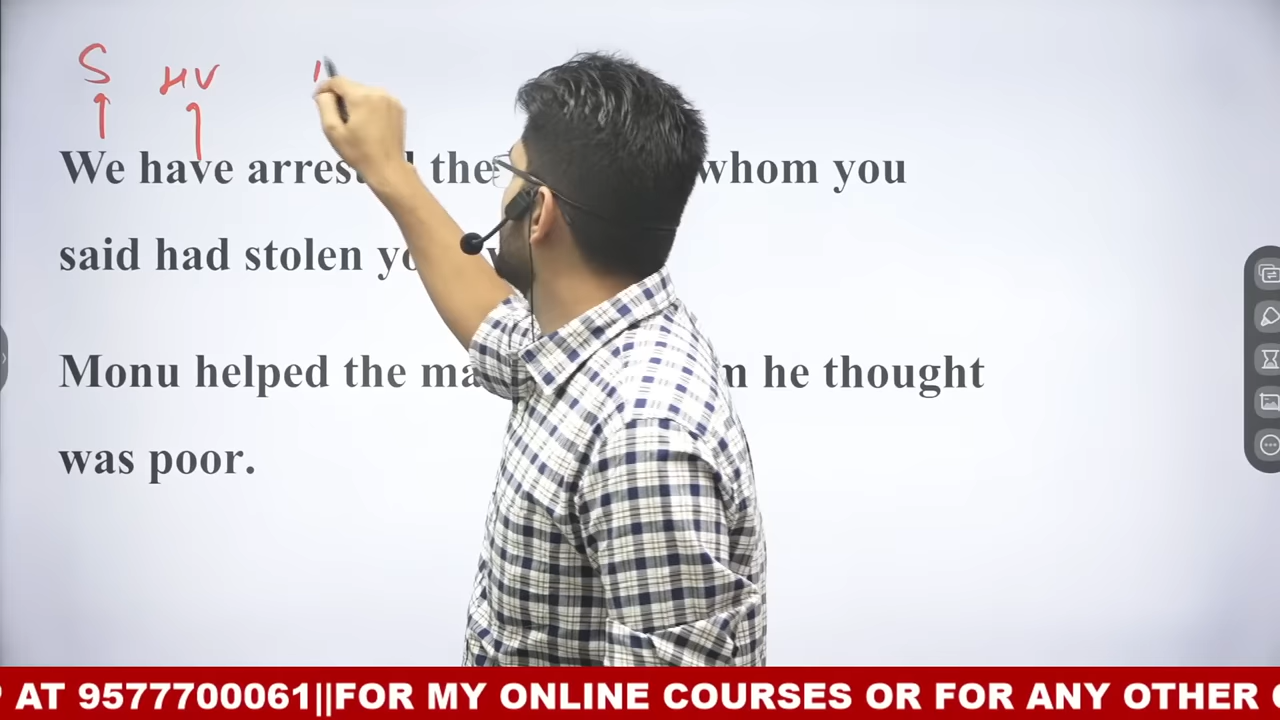 S HV
We have the whom you
said had stolen
Monu helped the he thought
was poor.
AT 9577700061||FOR MY ONLINE COURSES OR FOR ANY OTHER